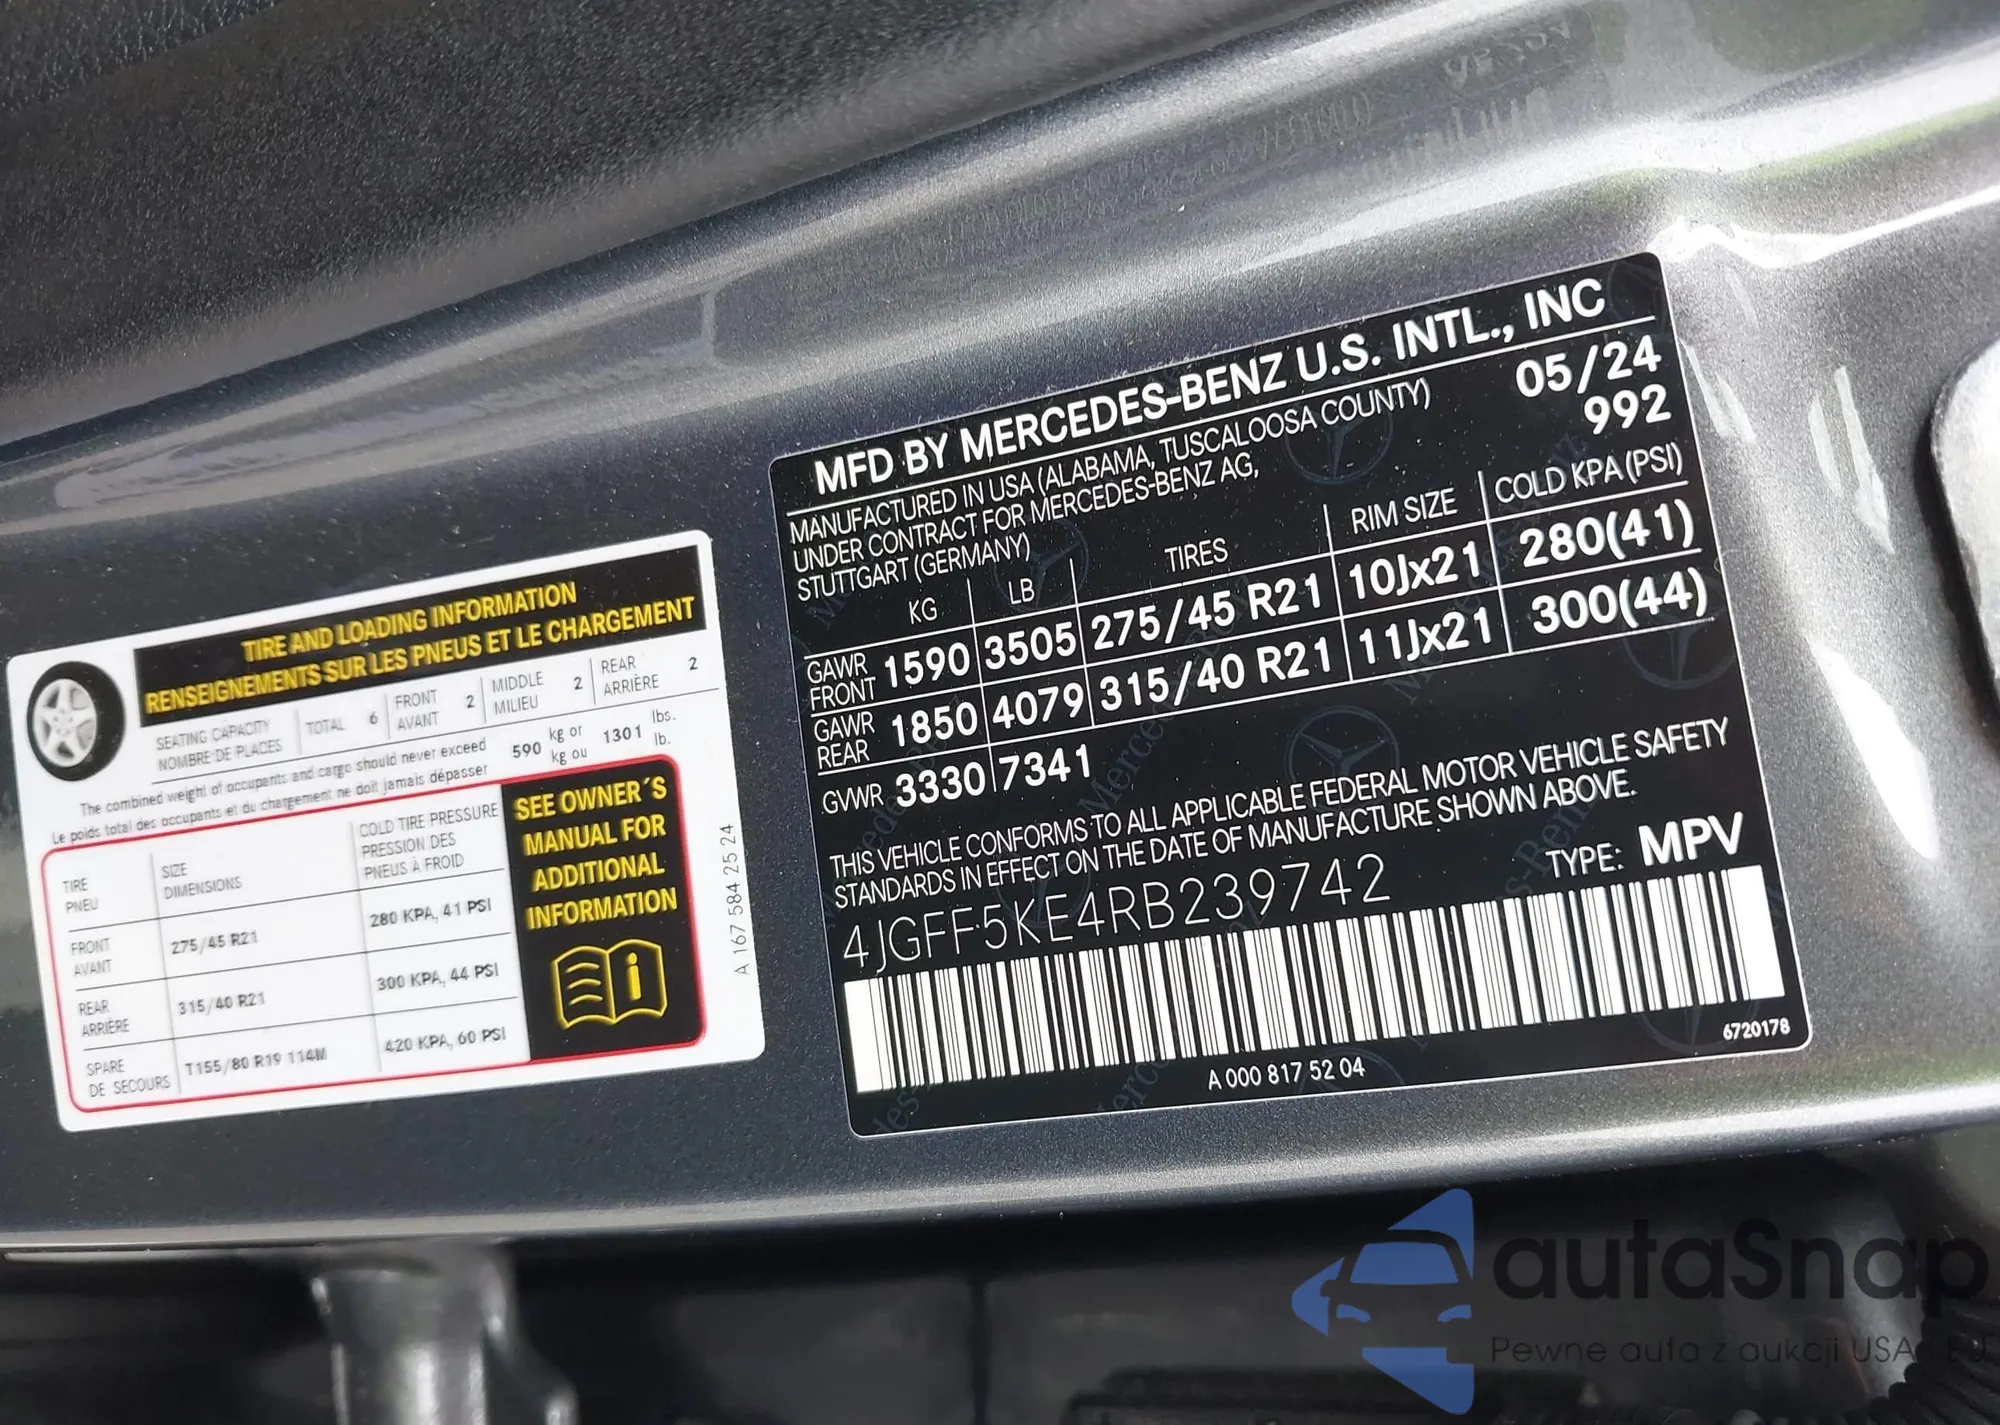 TIRE AND LOADING INFORMATION
RENSEIGNEMENTS SUR LES PNEUS ET LE CHARGEMENT
SEATING CAPACITY
NOMBRE DE PLACES
TOTAL 6
FRONT
AVANT
2
MIDDLE
MILIEU
2
REAR
ARRIÈRE
2
The combined weight of occupants and cargo should never exceed
Le poids total des occupants et du chargement ne doit jamais dépasser
590
kg or
kg ou
1301
lbs.
lb.
TIRE
PNEU
SIZE
DIMENSIONS
COLD TIRE PRESSURE
PRESSION DES
PNEUS À FROID
FRONT
AVANT
275/45 R21
280 KPA, 41 PSI
REAR
ARRIÈRE
315/40 R21
300 KPA, 44 PSI
SPARE
DE SECOURS
T155/80 R19 114M
420 KPA, 60 PSI
SEE OWNER´S
MANUAL FOR
ADDITIONAL
INFORMATION
A 167 584 25 24
MFD BY MERCEDES-BENZ U.S. INTL., INC
MANUFACTURED IN USA (ALABAMA, TUSCALOOSA COUNTY)
UNDER CONTRACT FOR MERCEDES-BENZ AG,
STUTTGART (GERMANY)
05/24
992
KG LB TIRES RIM SIZE COLD KPA (PSI)
GAWR
FRONT
1590 3505 275/45 R21 10Jx21 280(41)
GAWR
REAR
1850 4079 315/40 R21 11Jx21 300(44)
GVWR 3330 7341
THIS VEHICLE CONFORMS TO ALL APPLICABLE FEDERAL MOTOR VEHICLE SAFETY
STANDARDS IN EFFECT ON THE DATE OF MANUFACTURE SHOWN ABOVE.
4JGFF5KE4RB239742
TYPE: MPV
6720178
A 000 817 52 04
autaSnap
Pewne auta z aukcji USA